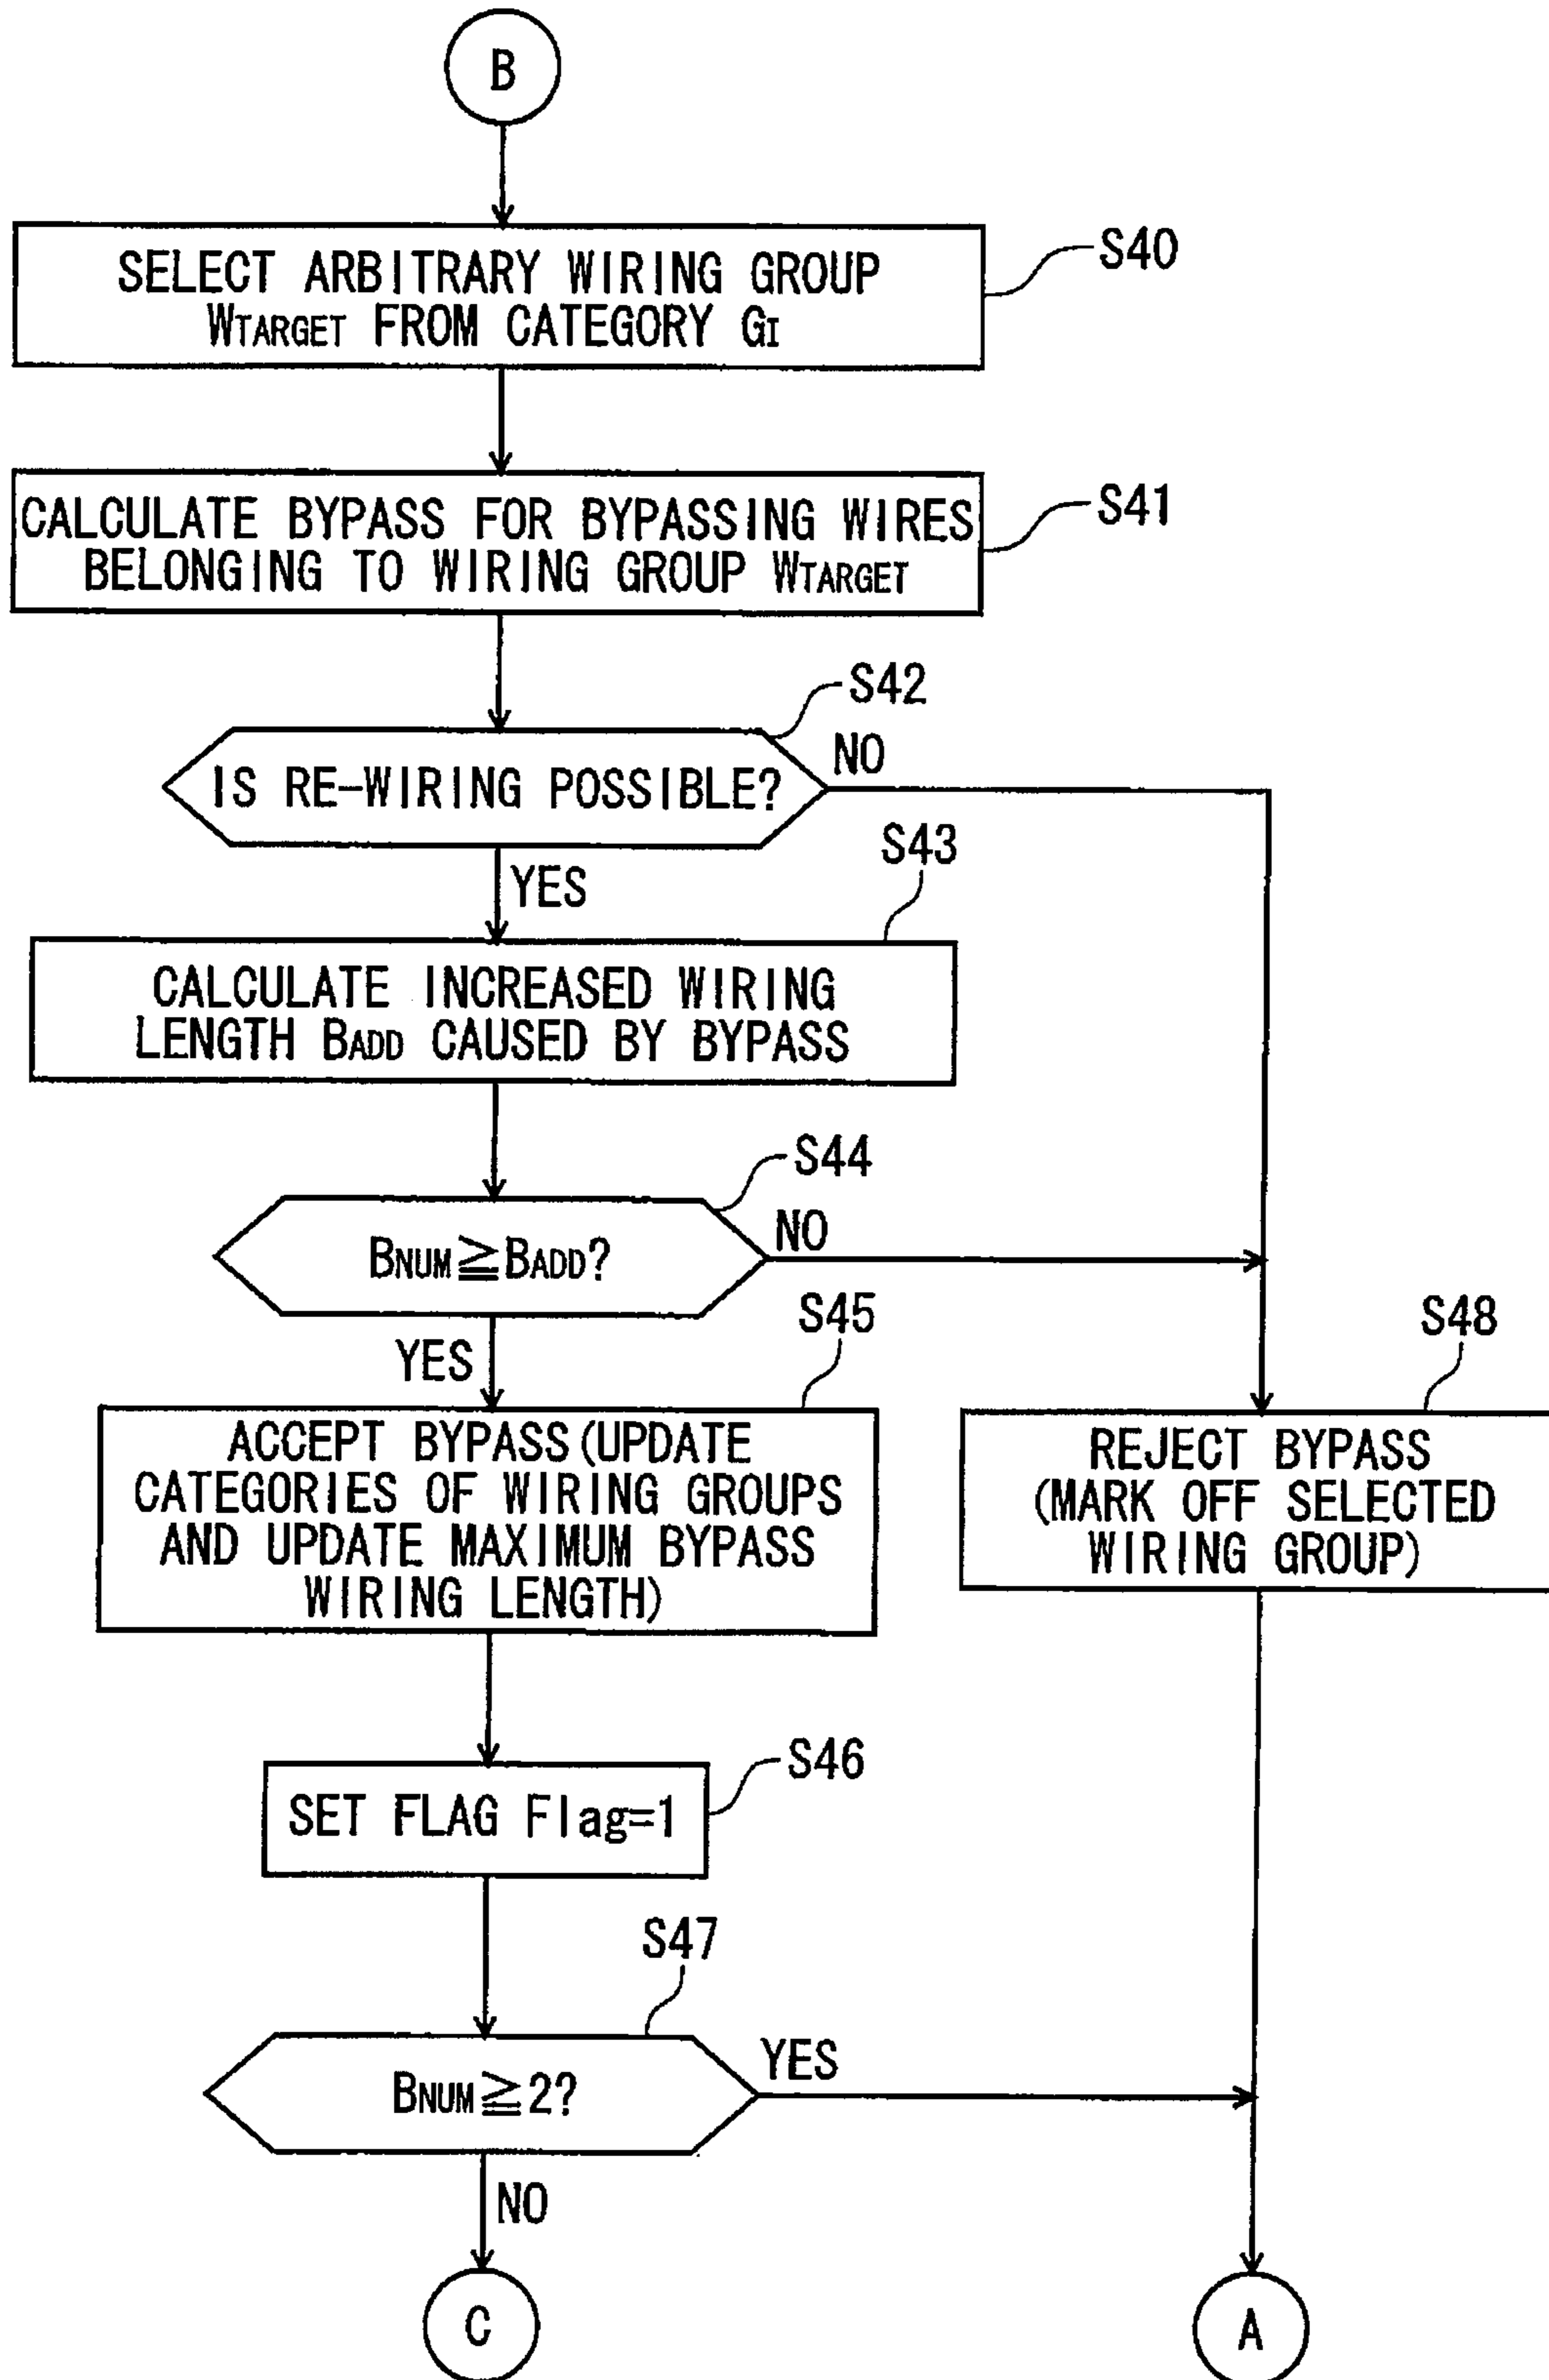 B
SELECT ARBITRARY WIRING GROUP
WTARGET FROM CATEGORY GI
S40
CALCULATE BYPASS FOR BYPASSING WIRES
BELONGING TO WIRING GROUP WTARGET
S41
S42
IS RE-WIRING POSSIBLE?
NO
YES
S43
CALCULATE INCREASED WIRING
LENGTH BADD CAUSED BY BYPASS
S44
BNUM≧BADD?
NO
YES
S45
ACCEPT BYPASS(UPDATE
CATEGORIES OF WIRING GROUPS
AND UPDATE MAXIMUM BYPASS
WIRING LENGTH)
S48
REJECT BYPASS
(MARK OFF SELECTED
WIRING GROUP)
S46
SET FLAG Flag=1
S47
BNUM≧2?
YES
NO
C
A